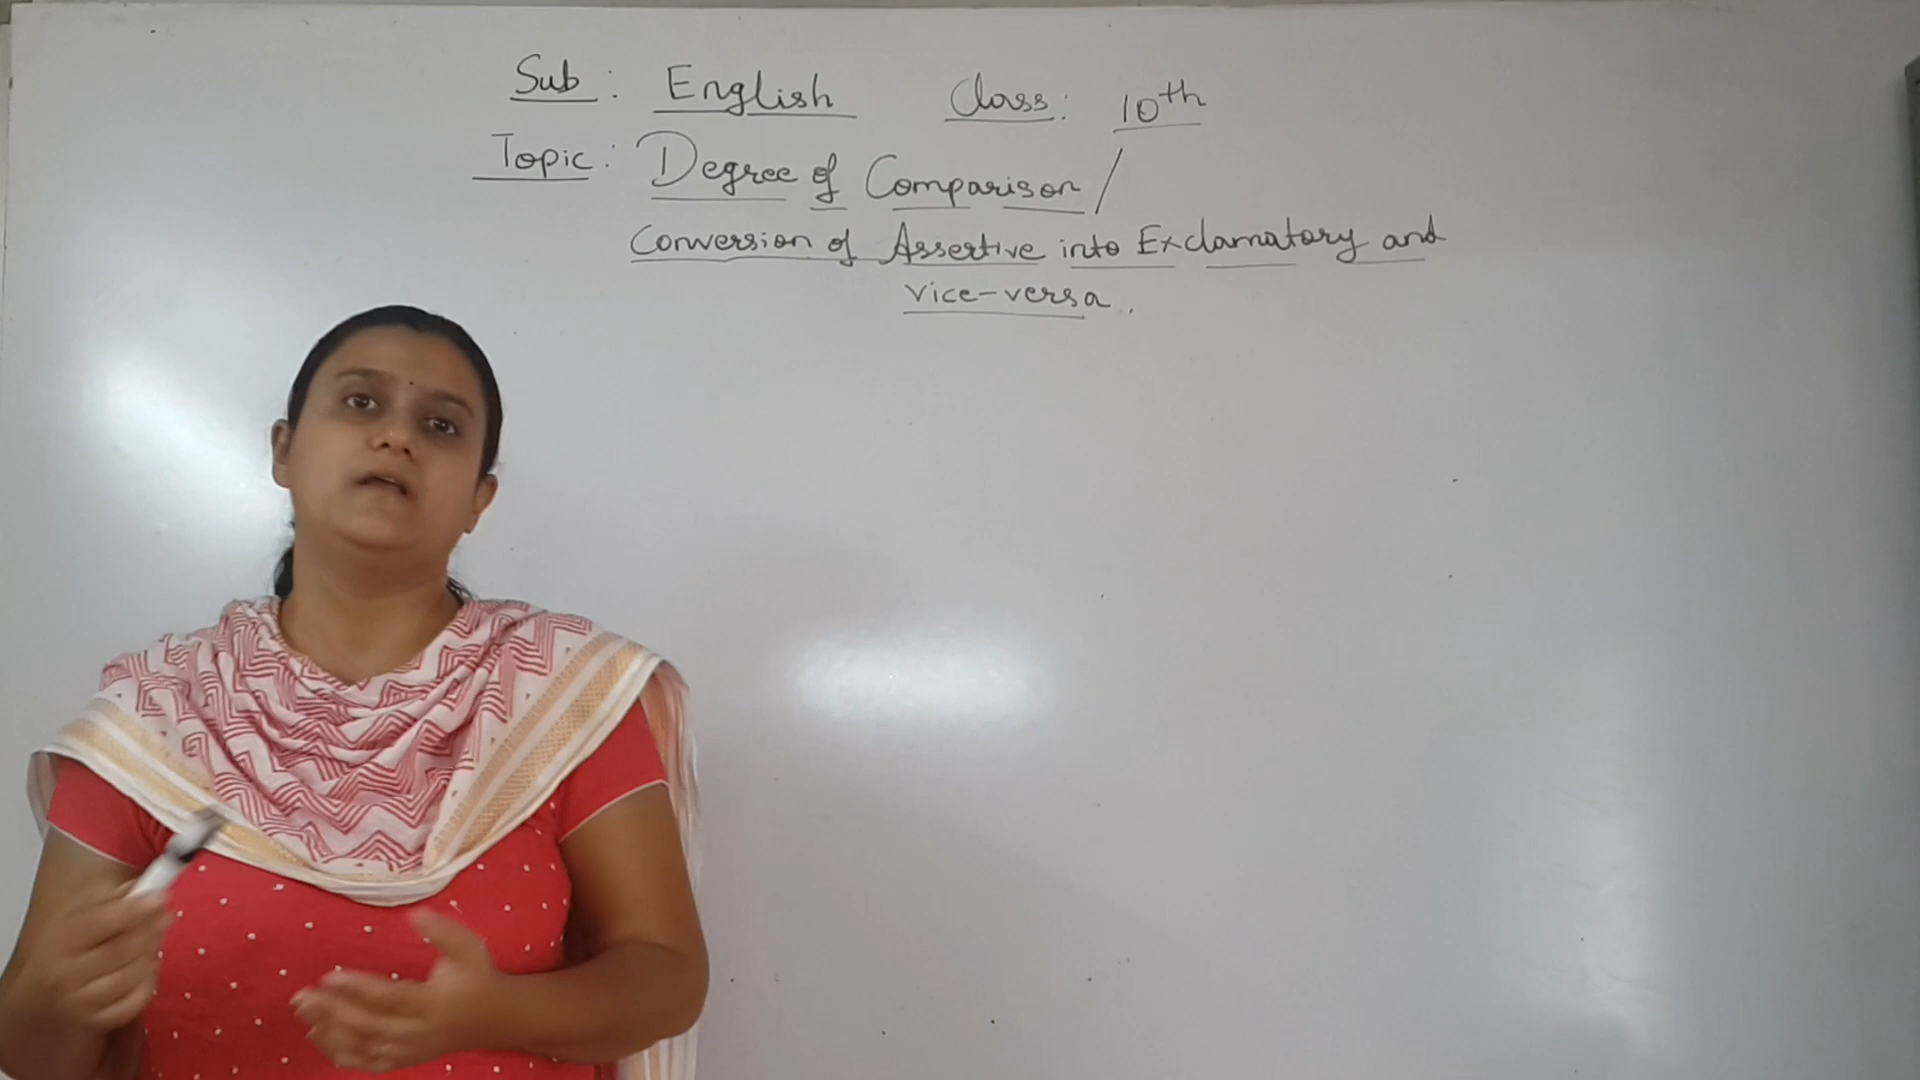 Sub : English Class : 10th
Topic : Degree of Comparison /
Conversion of Assertive into Exclamatory and
vice-versa.